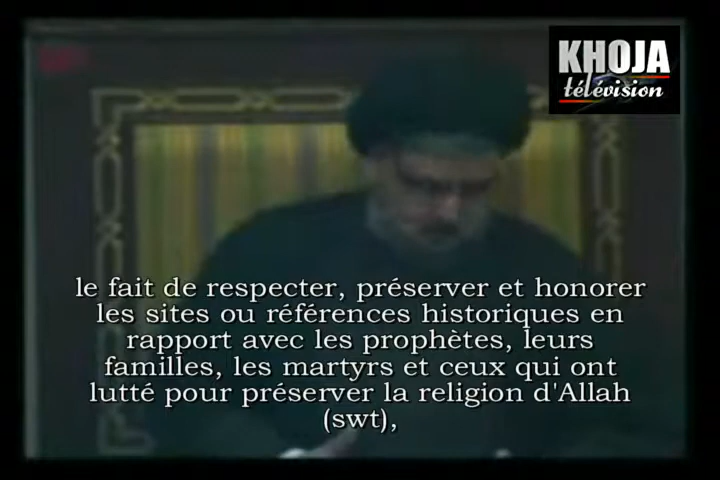 KHOJA
télévision
le fait de respecter, préserver et honorer
les sites ou références historiques en
rapport avec les prophètes, leurs
familles, les martyrs et ceux qui ont
lutté pour préserver la religion d'Allah
(swt),